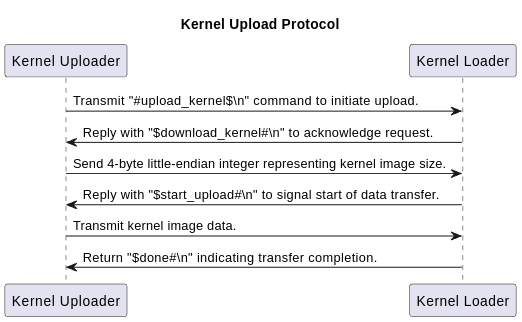 Kernel Upload Protocol
Kernel Uploader
Kernel Loader
Transmit "#upload_kernel$\n" command to initiate upload.
Reply with "$download_kernel#\n" to acknowledge request.
Send 4-byte little-endian integer representing kernel image size.
Reply with "$start_upload#\n" to signal start of data transfer.
Transmit kernel image data.
Return "$done#\n" indicating transfer completion.
Kernel Uploader
Kernel Loader